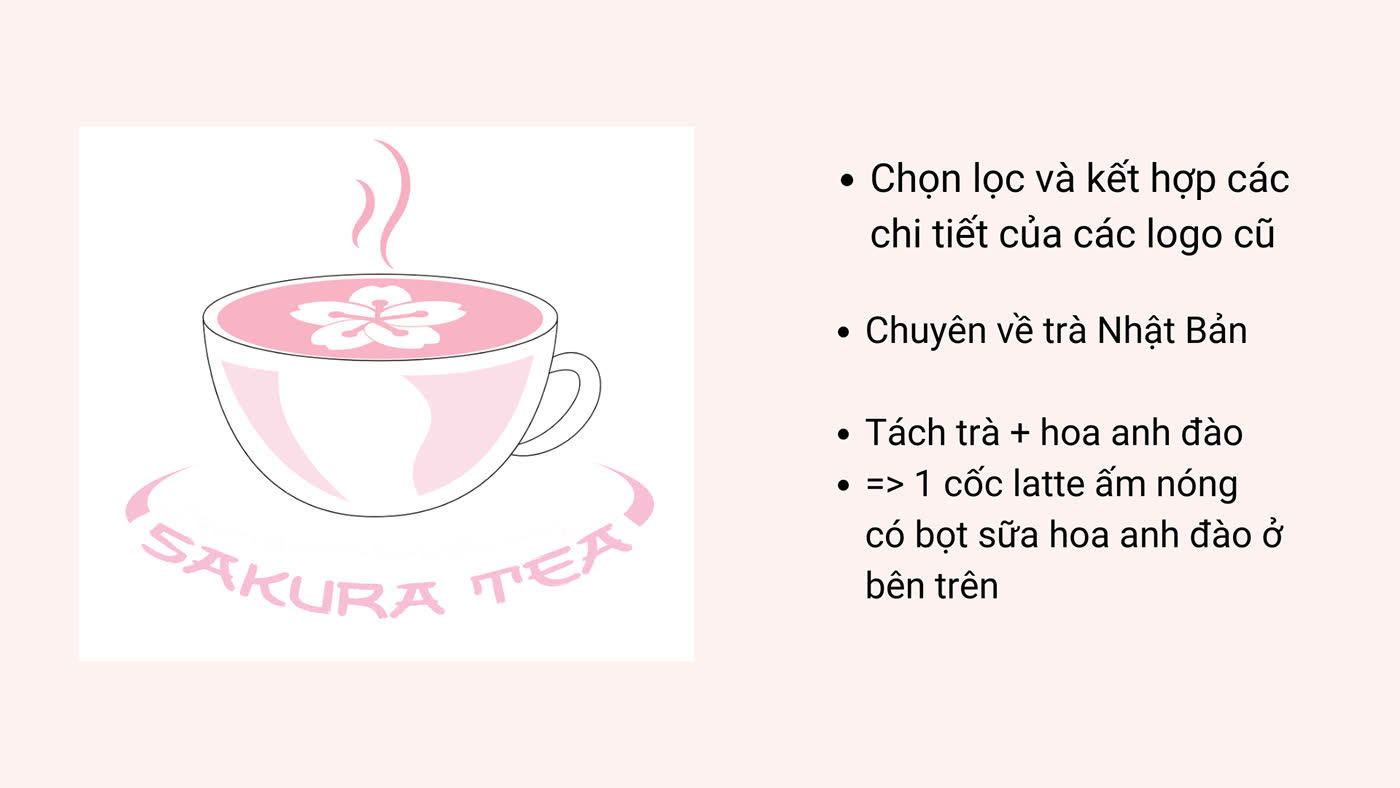 SAKURA TEA
• Chọn lọc và kết hợp các
chi tiết của các logo cũ
• Chuyên về trà Nhật Bản
• Tách trà + hoa anh đào
• => 1 cốc latte ấm nóng
có bọt sữa hoa anh đào ở
bên trên